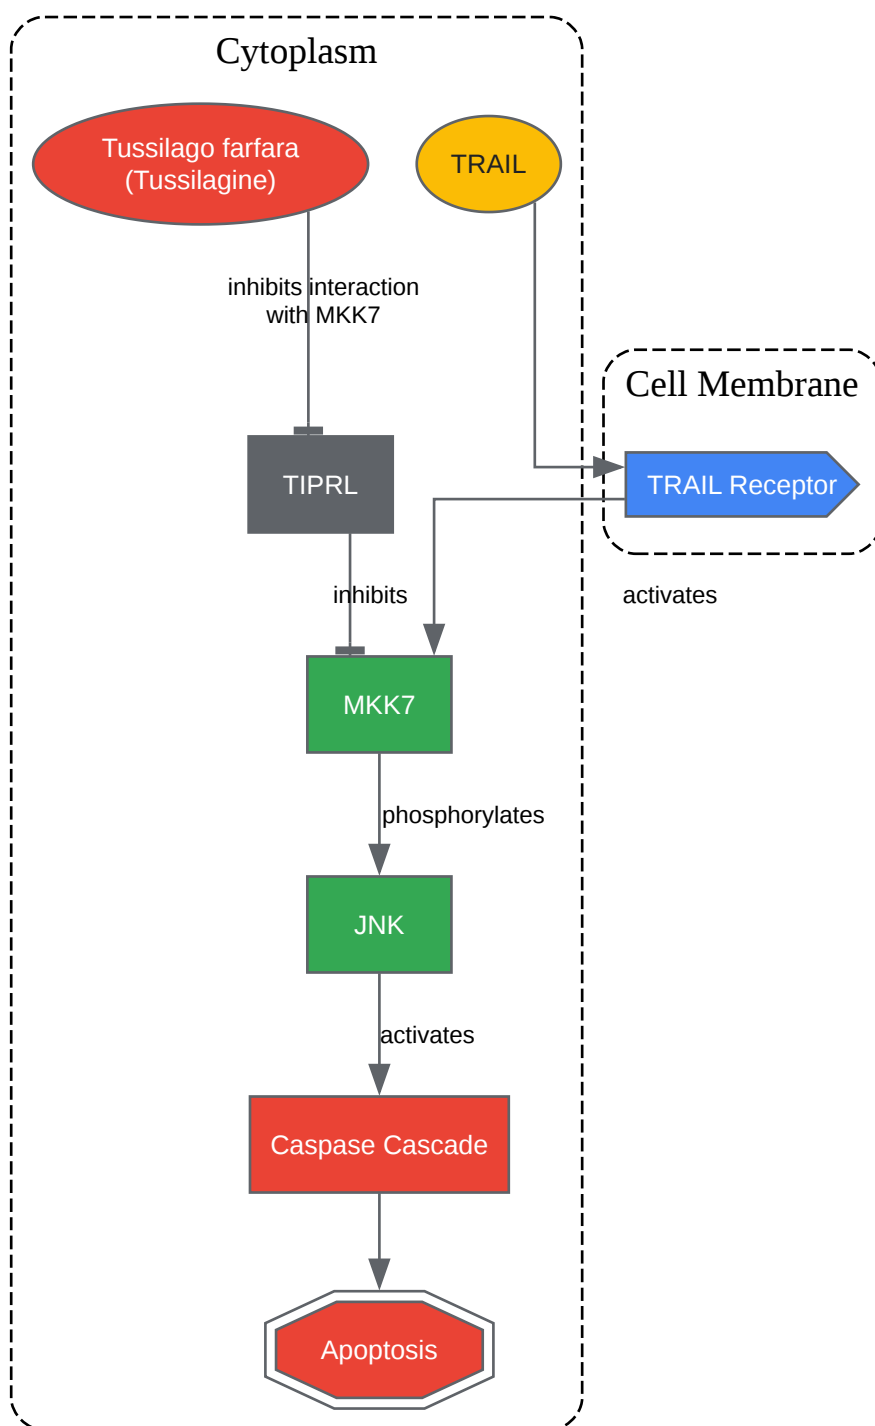 Cytoplasm
Tussilago farfara
(Tussilagine)
TRAIL
inhibits interaction
with MKK7
Cell Membrane
TIPRL
TRAIL Receptor
inhibits
activates
MKK7
phosphorylates
JNK
activates
Caspase Cascade
Apoptosis